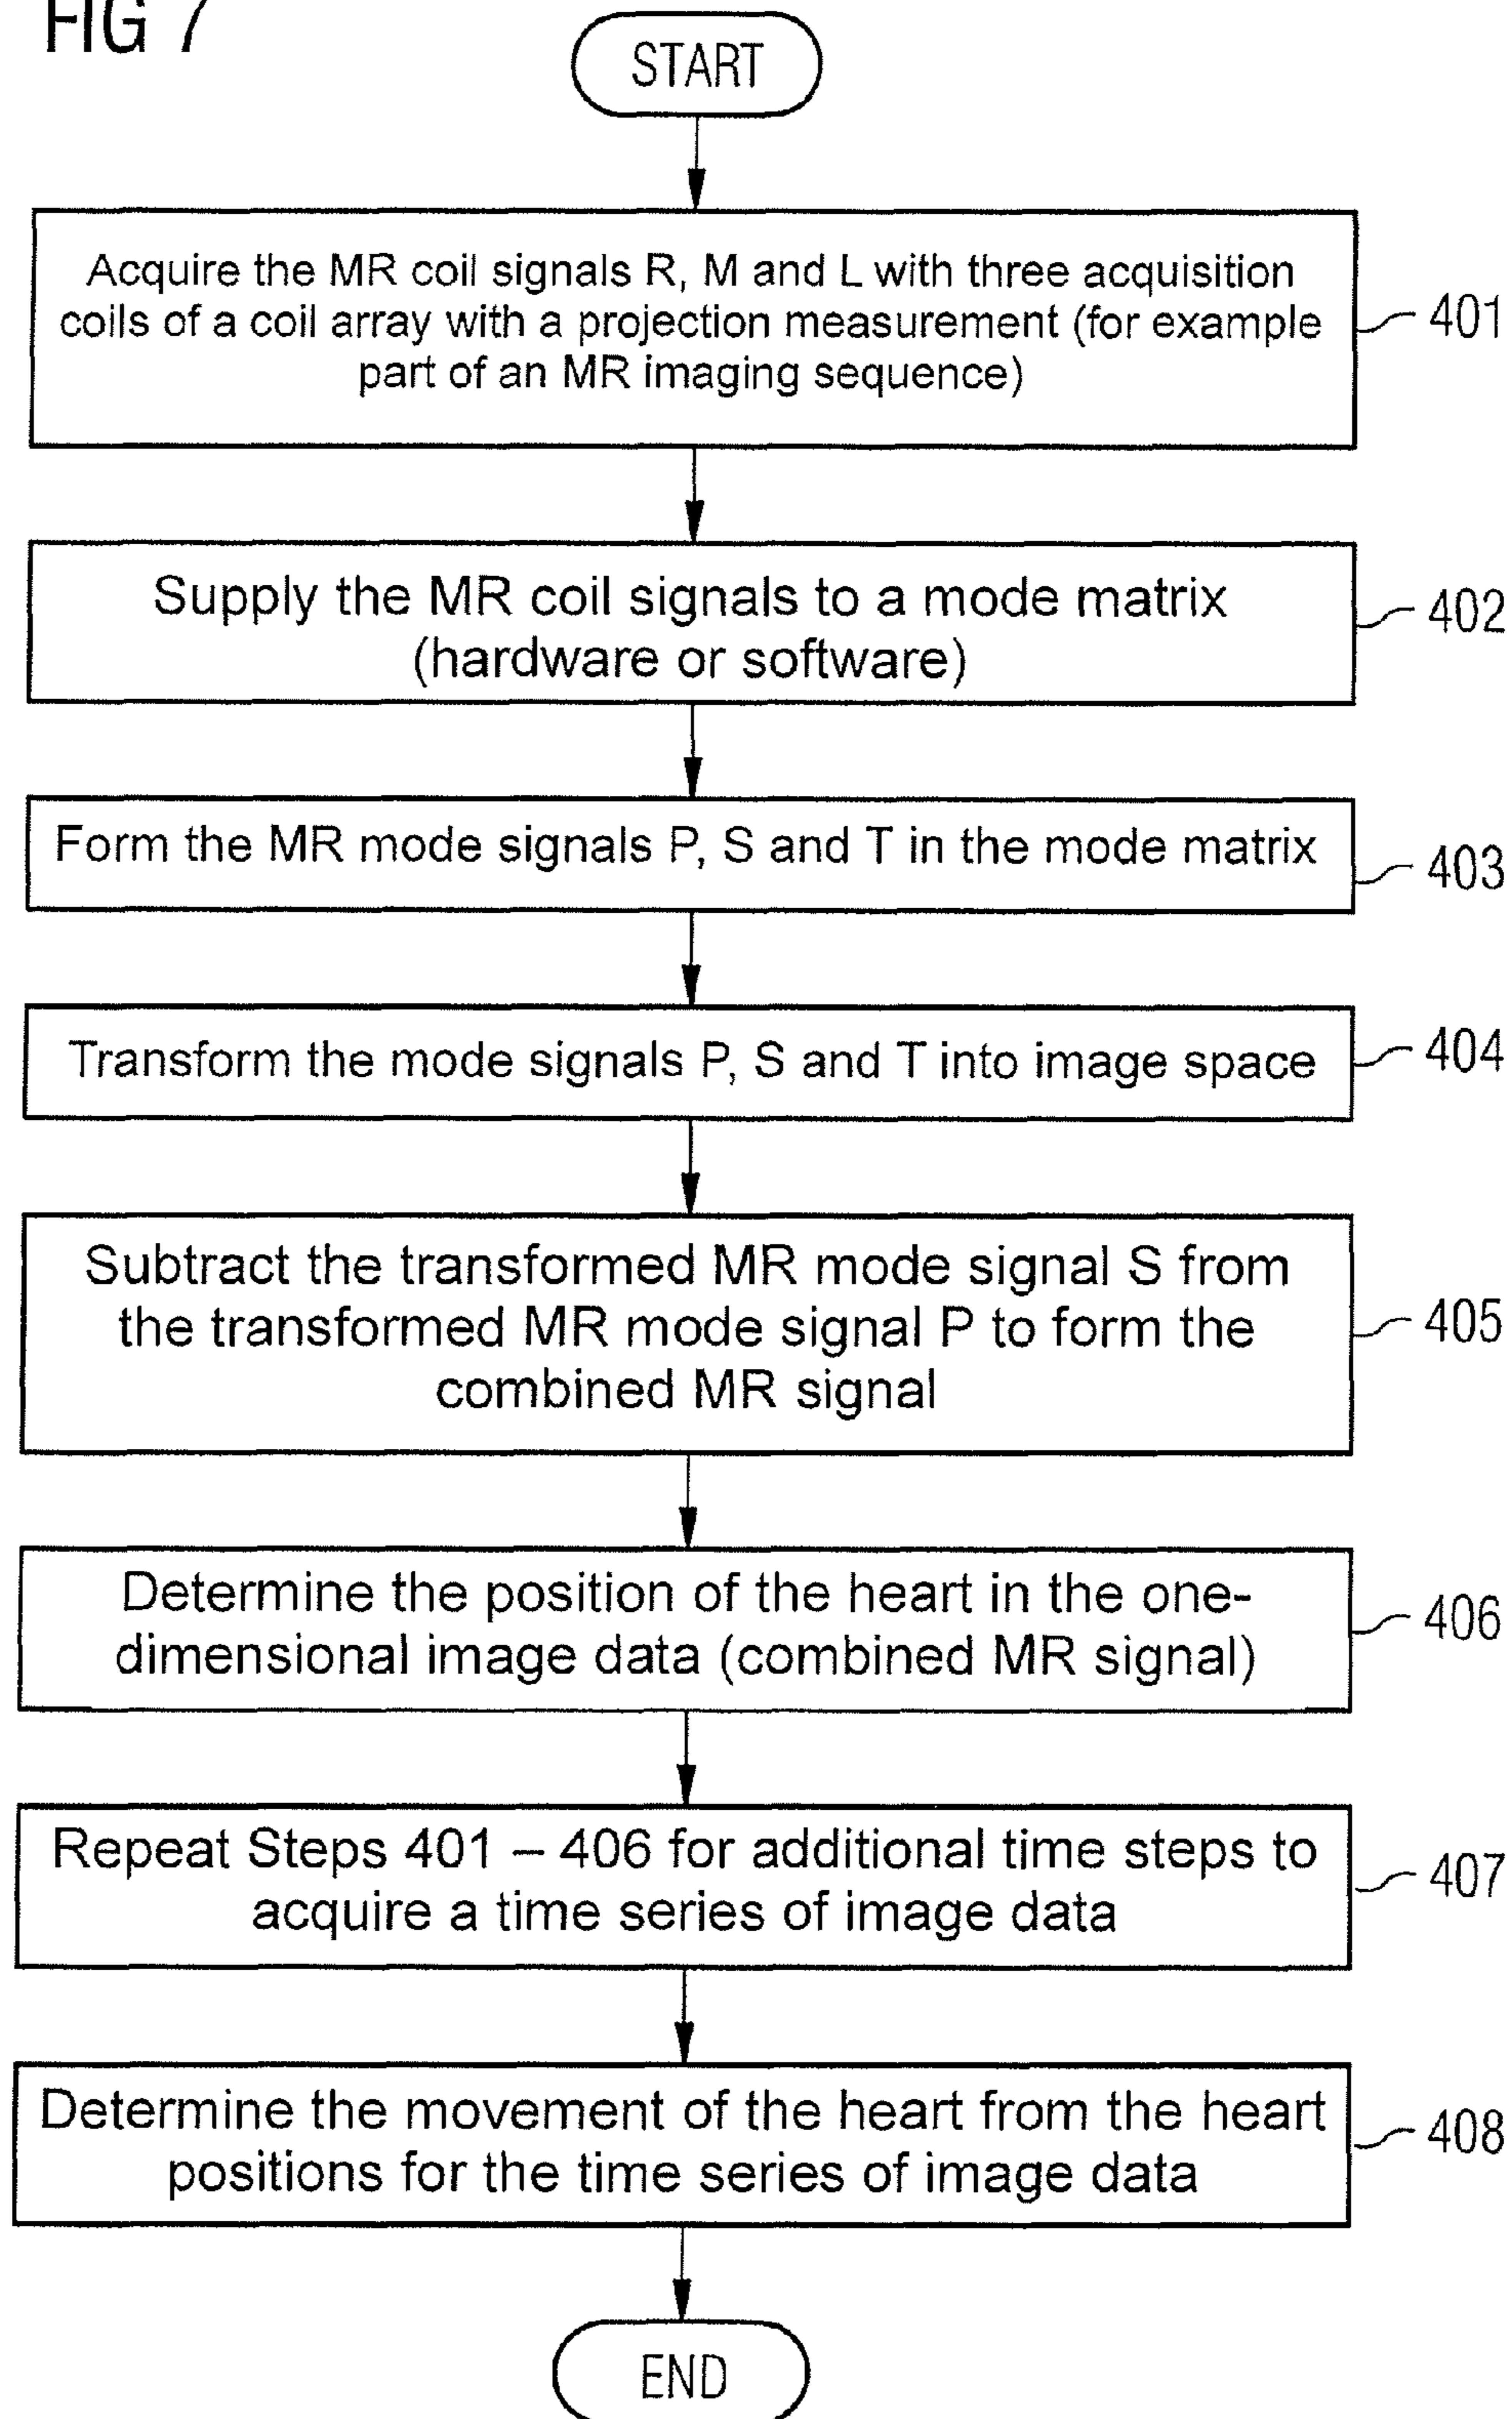 FIG 7
START
Acquire the MR coil signals R, M and L with three acquisition
coils of a coil array with a projection measurement (for example
part of an MR imaging sequence)
401
Supply the MR coil signals to a mode matrix
(hardware or software)
402
Form the MR mode signals P, S and T in the mode matrix
403
Transform the mode signals P, S and T into image space
404
Subtract the transformed MR mode signal S from
the transformed MR mode signal P to form the
combined MR signal
405
Determine the position of the heart in the one-
dimensional image data (combined MR signal)
406
Repeat Steps 401 – 406 for additional time steps to
acquire a time series of image data
407
Determine the movement of the heart from the heart
positions for the time series of image data
408
END